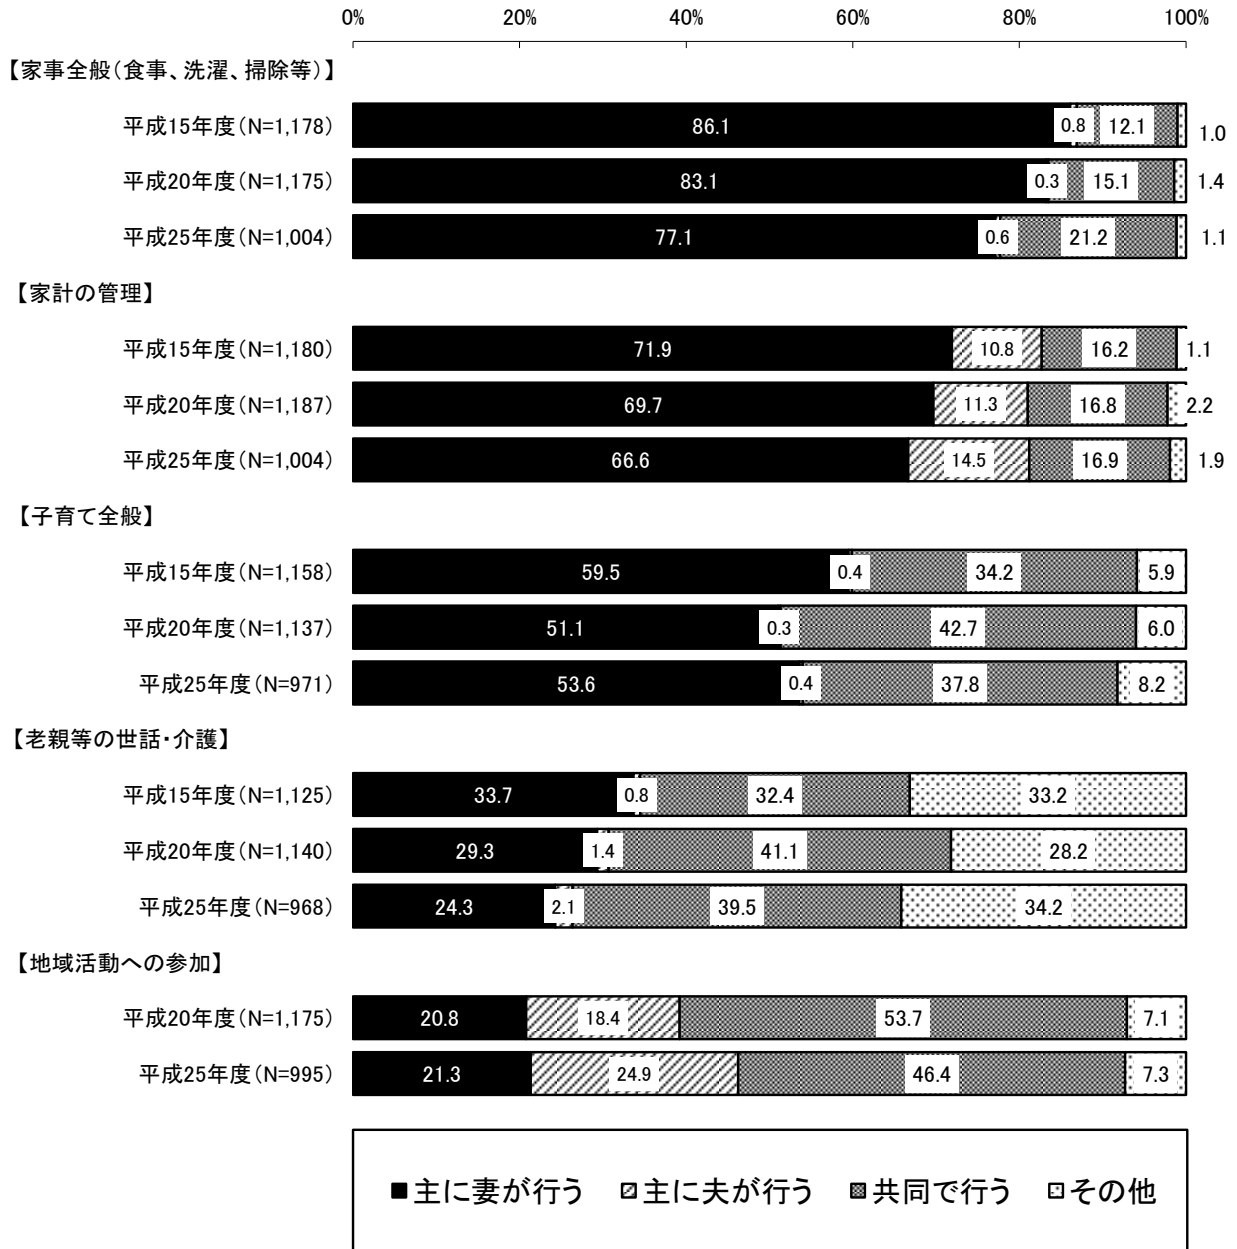 0% 20% 40% 60% 80% 100%
【家事全般(食事、洗濯、掃除等)】
平成15年度(N=1,178) 86.1 0.8 12.1 1.0
平成20年度(N=1,175) 83.1 0.3 15.1 1.4
平成25年度(N=1,004) 77.1 0.6 21.2 1.1
【家計の管理】
平成15年度(N=1,180) 71.9 10.8 16.2 1.1
平成20年度(N=1,187) 69.7 11.3 16.8 2.2
平成25年度(N=1,004) 66.6 14.5 16.9 1.9
【子育て全般】
平成15年度(N=1,158) 59.5 0.4 34.2 5.9
平成20年度(N=1,137) 51.1 0.3 42.7 6.0
平成25年度(N=971) 53.6 0.4 37.8 8.2
【老親等の世話・介護】
平成15年度(N=1,125) 33.7 0.8 32.4 33.2
平成20年度(N=1,140) 29.3 1.4 41.1 28.2
平成25年度(N=968) 24.3 2.1 39.5 34.2
【地域活動への参加】
平成20年度(N=1,175) 20.8 18.4 53.7 7.1
平成25年度(N=995) 21.3 24.9 46.4 7.3
主に妻が行う 主に夫が行う 共同で行う その他